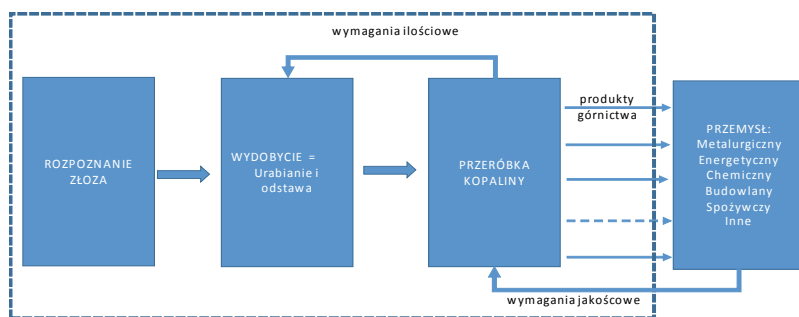 wymagania ilościowe
ROZPOZNANIE
ZŁOZA
WYDOBYCIE =
Urabianie i
odstawa
PRZERÓBKA
KOPALINY
produkty
górnictwa
PRZEMYSŁ:
Metalurgiczny
Energetyczny
Chemiczny
Budowlany
Spożywczy
Inne
wymagania jakościowe